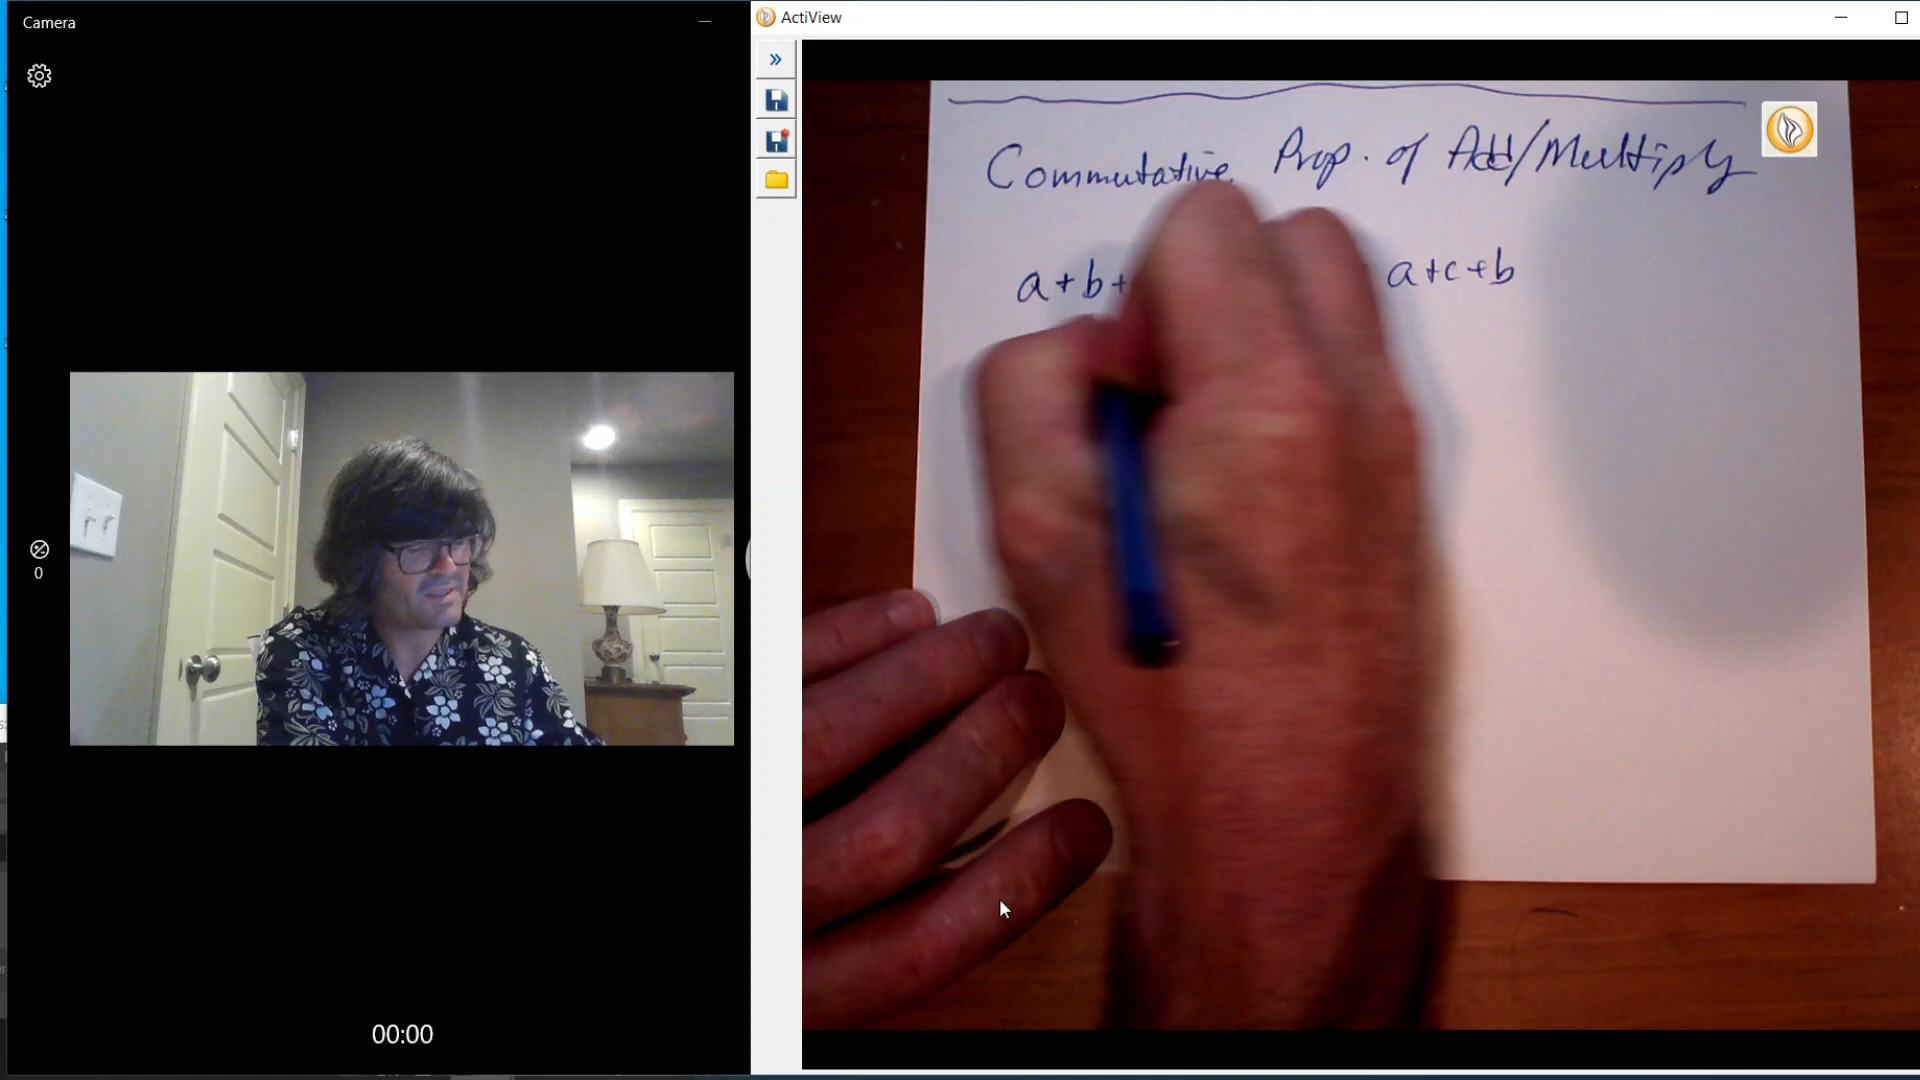 Camera
ActiView
0
00:00
Commutative Prop. of Add/Multiply
a+b+ a+c+b